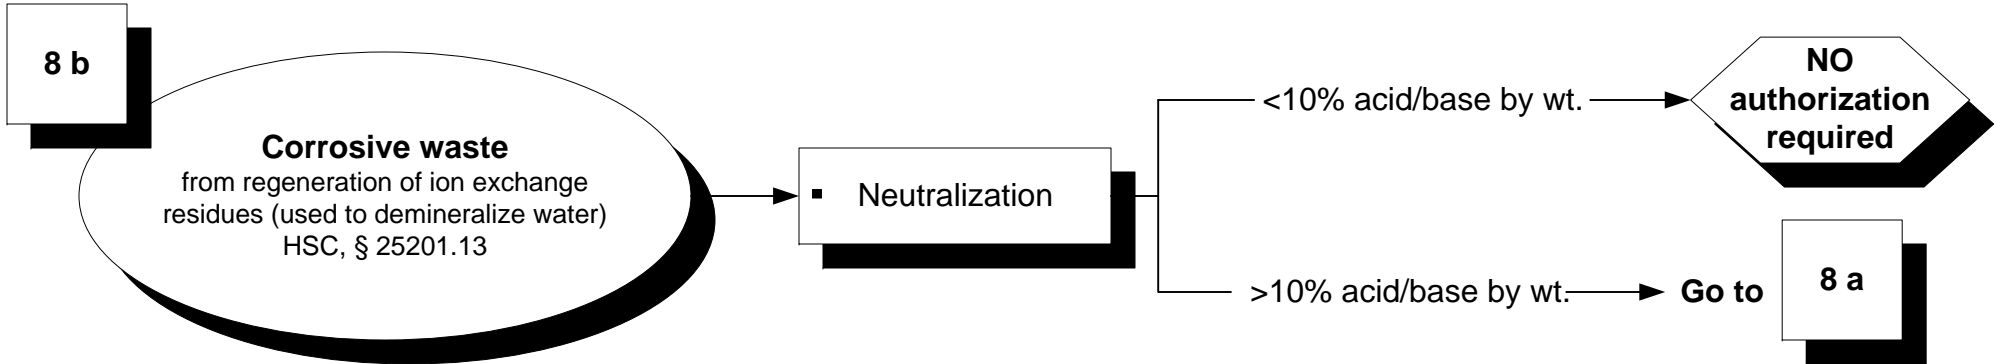 8 b
Corrosive waste
from regeneration of ion exchange
residues (used to demineralize water)
HSC, § 25201.13
▪ Neutralization
<10% acid/base by wt.
NO
authorization
required
>10% acid/base by wt.
Go to
8 a